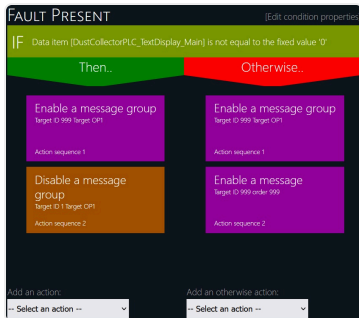 FAULT PRESENT
[Edit condition properties
IF Data item [DustCollectorPLC_TextDisplay_Main] is not equal to the fixed value '0'
Then..
Otherwise..
Enable a message group
Target ID 999 Target OP1
Action sequence 1
Enable a message group
Target ID 999 Target OP1
Action sequence 1
Disable a message
group
Target ID 1 Target OP1
Action sequence 2
Enable a message
Target ID 999 order 999
Action sequence 2
Add an action:
-- Select an action --
Add an otherwise action:
-- Select an action --